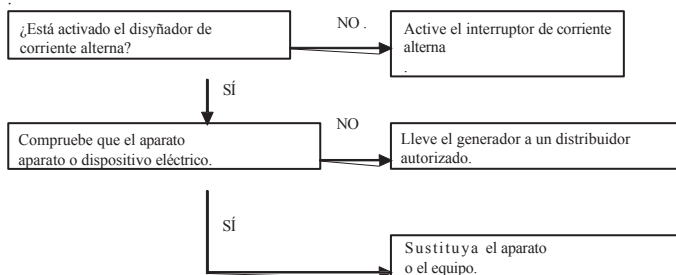 .
¿Está activado el disyñador de
corriente alterna?
NO .
Active el interruptor de corriente
alterna
.
SÍ
Compruebe que el aparato
aparato o dispositivo eléctrico.
NO
Lleve el generador a un distribuidor
autorizado.
SÍ
Sustituya el aparato
o el equipo.